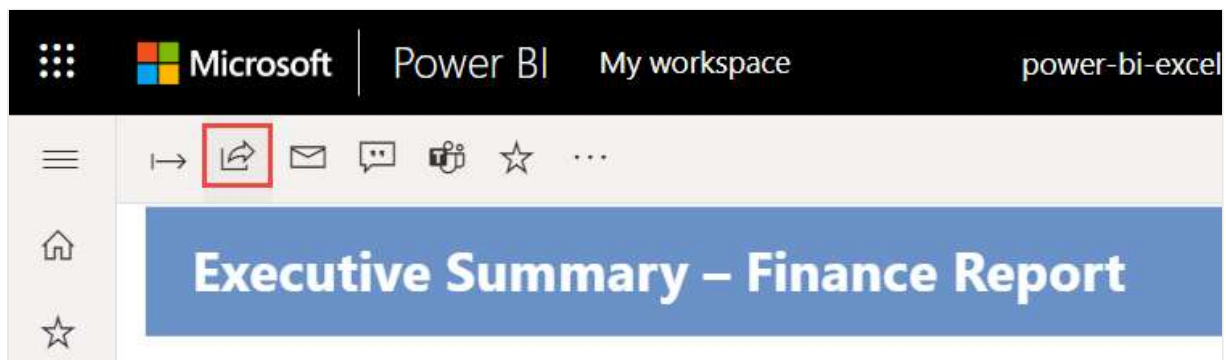 Microsoft Power BI My workspace power-bi-excel
Executive Summary – Finance Report